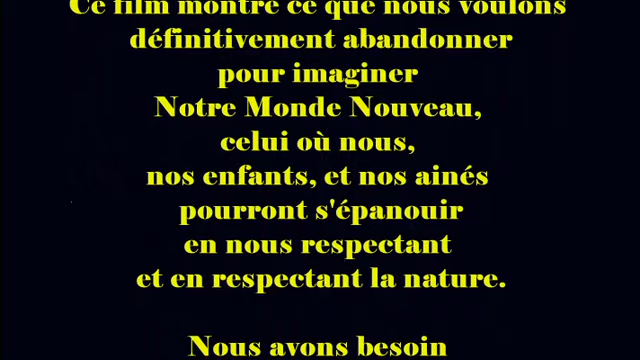 Ce film montre ce que nous voulons
définitivement abandonner
pour imaginer
Notre Monde Nouveau,
celui où nous,
nos enfants, et nos ainés
pourront s'épanouir
en nous respectant
et en respectant la nature.
Nous avons besoin